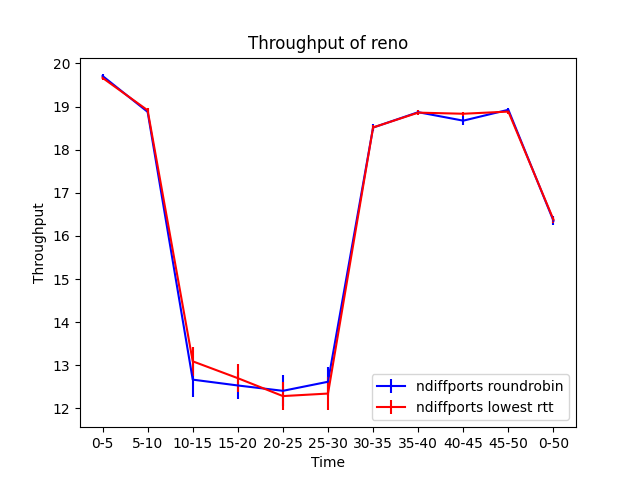 Throughput of reno
Throughput
20
19
18
17
16
15
14
13
12
ndiffports roundrobin
ndiffports lowest rtt
0-5 5-10 10-15 15-20 20-25 25-30 30-35 35-40 40-45 45-50 0-50
Time